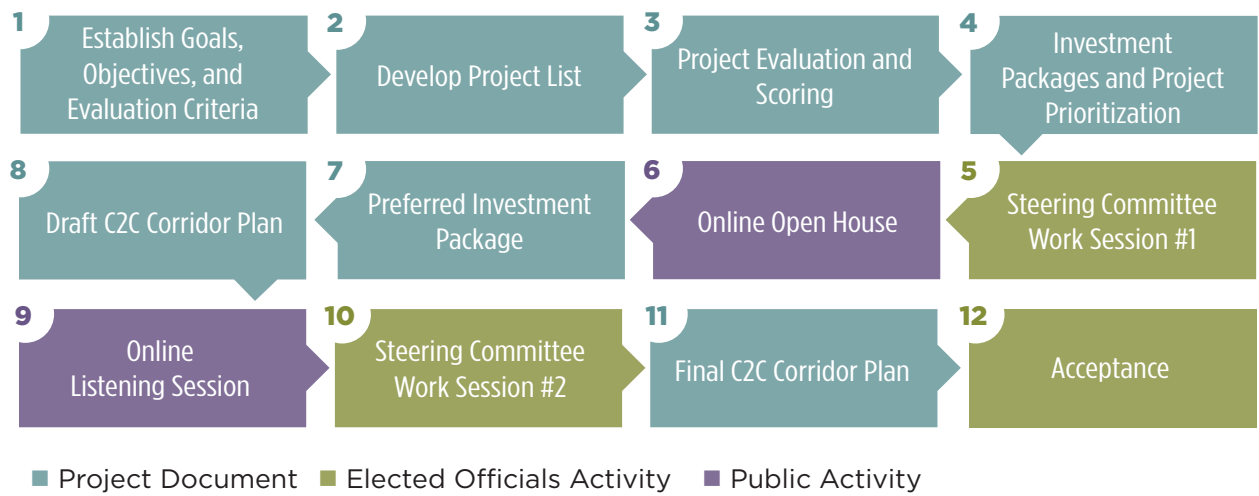 1
Establish Goals,
Objectives, and
Evaluation Criteria
2
Develop Project List
3
Project Evaluation and
Scoring
4
Investment
Packages and Project
Prioritization
8
Draft C2C Corridor Plan
7
Preferred Investment
Package
6
Online Open House
5
Steering Committee
Work Session #1
9
Online
Listening Session
10
Steering Committee
Work Session #2
11
Final C2C Corridor Plan
12
Acceptance
Project Document
Elected Officials Activity
Public Activity